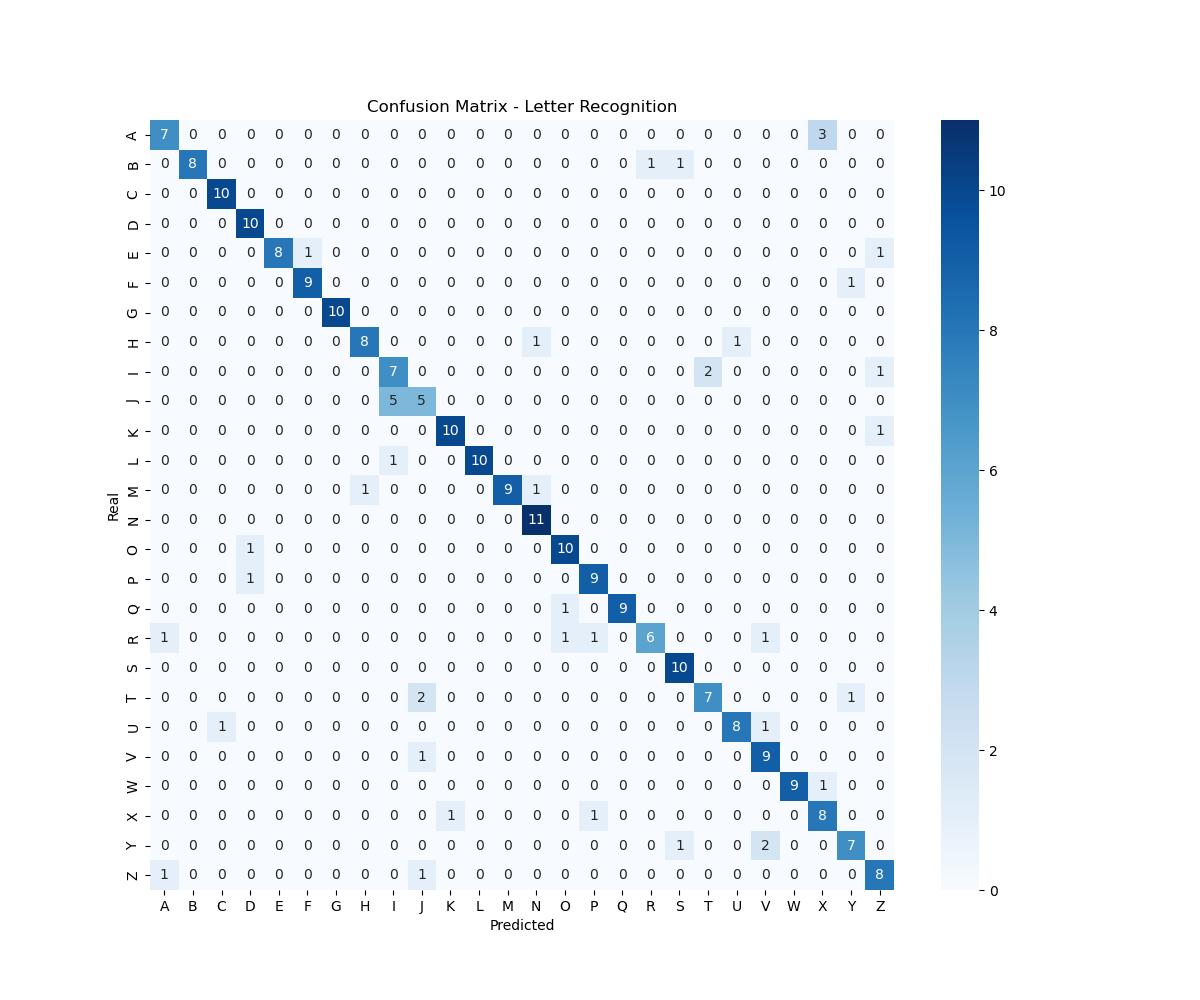 Confusion Matrix - Letter Recognition
A 7 0 0 0 0 0 0 0 0 0 0 0 0 0 0 0 0 0 0 0 0 0 0 3 0 0
B 0 8 0 0 0 0 0 0 0 0 0 0 0 0 0 0 0 1 1 0 0 0 0 0 0 0
C 0 0 10 0 0 0 0 0 0 0 0 0 0 0 0 0 0 0 0 0 0 0 0 0 0 0
D 0 0 0 10 0 0 0 0 0 0 0 0 0 0 0 0 0 0 0 0 0 0 0 0 0 0
E 0 0 0 0 8 1 0 0 0 0 0 0 0 0 0 0 0 0 0 0 0 0 0 0 0 1
F 0 0 0 0 0 9 0 0 0 0 0 0 0 0 0 0 0 0 0 0 0 0 0 0 1 0
G 0 0 0 0 0 0 10 0 0 0 0 0 0 0 0 0 0 0 0 0 0 0 0 0 0 0
H 0 0 0 0 0 0 0 8 0 0 0 0 0 1 0 0 0 0 0 0 1 0 0 0 0 0
I 0 0 0 0 0 0 0 0 7 0 0 0 0 0 0 0 0 0 0 2 0 0 0 0 0 1
J 0 0 0 0 0 0 0 0 5 5 0 0 0 0 0 0 0 0 0 0 0 0 0 0 0 0
K 0 0 0 0 0 0 0 0 0 0 10 0 0 0 0 0 0 0 0 0 0 0 0 0 0 1
L 0 0 0 0 0 0 0 0 1 0 0 10 0 0 0 0 0 0 0 0 0 0 0 0 0 0
M 0 0 0 0 0 0 0 1 0 0 0 0 9 1 0 0 0 0 0 0 0 0 0 0 0 0
N 0 0 0 0 0 0 0 0 0 0 0 0 0 11 0 0 0 0 0 0 0 0 0 0 0 0
O 0 0 0 1 0 0 0 0 0 0 0 0 0 0 10 0 0 0 0 0 0 0 0 0 0 0
P 0 0 0 1 0 0 0 0 0 0 0 0 0 0 0 9 0 0 0 0 0 0 0 0 0 0
Q 0 0 0 0 0 0 0 0 0 0 0 0 0 0 1 0 9 0 0 0 0 0 0 0 0 0
R 1 0 0 0 0 0 0 0 0 0 0 0 0 0 1 1 0 6 0 0 0 1 0 0 0 0
S 0 0 0 0 0 0 0 0 0 0 0 0 0 0 0 0 0 0 10 0 0 0 0 0 0 0
T 0 0 0 0 0 0 0 0 0 2 0 0 0 0 0 0 0 0 0 7 0 0 0 0 1 0
U 0 0 1 0 0 0 0 0 0 0 0 0 0 0 0 0 0 0 0 0 8 1 0 0 0 0
V 0 0 0 0 0 0 0 0 0 1 0 0 0 0 0 0 0 0 0 0 0 9 0 0 0 0
W 0 0 0 0 0 0 0 0 0 0 0 0 0 0 0 0 0 0 0 0 0 0 9 1 0 0
X 0 0 0 0 0 0 0 0 0 0 1 0 0 0 0 1 0 0 0 0 0 0 0 8 0 0
Y 0 0 0 0 0 0 0 0 0 0 0 0 0 0 0 0 0 0 1 0 0 2 0 0 7 0
Z 1 0 0 0 0 0 0 0 0 1 0 0 0 0 0 0 0 0 0 0 0 0 0 0 0 8
A B C D E F G H I J K L M N O P Q R S T U V W X Y Z
Predicted
Real
10
8
6
4
2
0